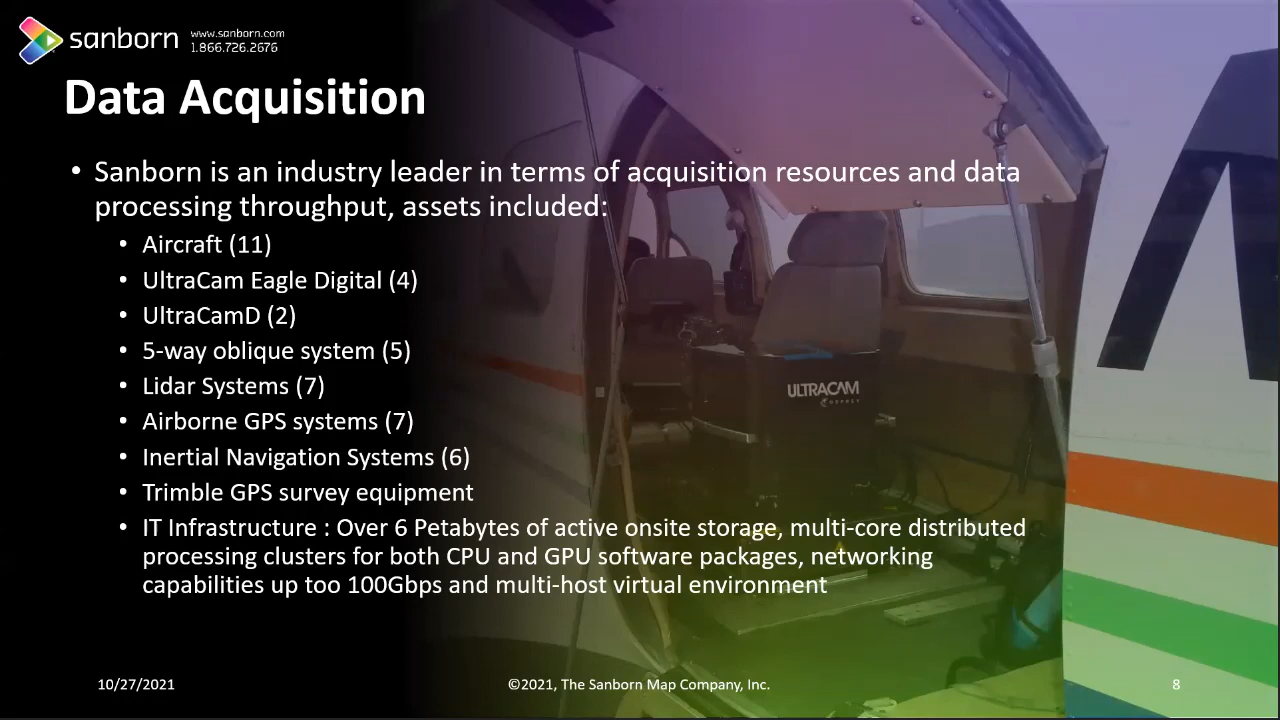 sanborn
www.sanborn.com
1.866.726.2676
Data Acquisition
• Sanborn is an industry leader in terms of acquisition resources and data
processing throughput, assets included:
• Aircraft (11)
• UltraCam Eagle Digital (4)
• UltraCamD (2)
• 5-way oblique system (5)
• Lidar Systems (7)
• Airborne GPS systems (7)
• Inertial Navigation Systems (6)
• Trimble GPS survey equipment
• IT Infrastructure : Over 6 Petabytes of active onsite storage, multi-core distributed
processing clusters for both CPU and GPU software packages, networking
capabilities up too 100Gbps and multi-host virtual environment
ULTRACAM
OSPREY
10/27/2021
©2021, The Sanborn Map Company, Inc.
8